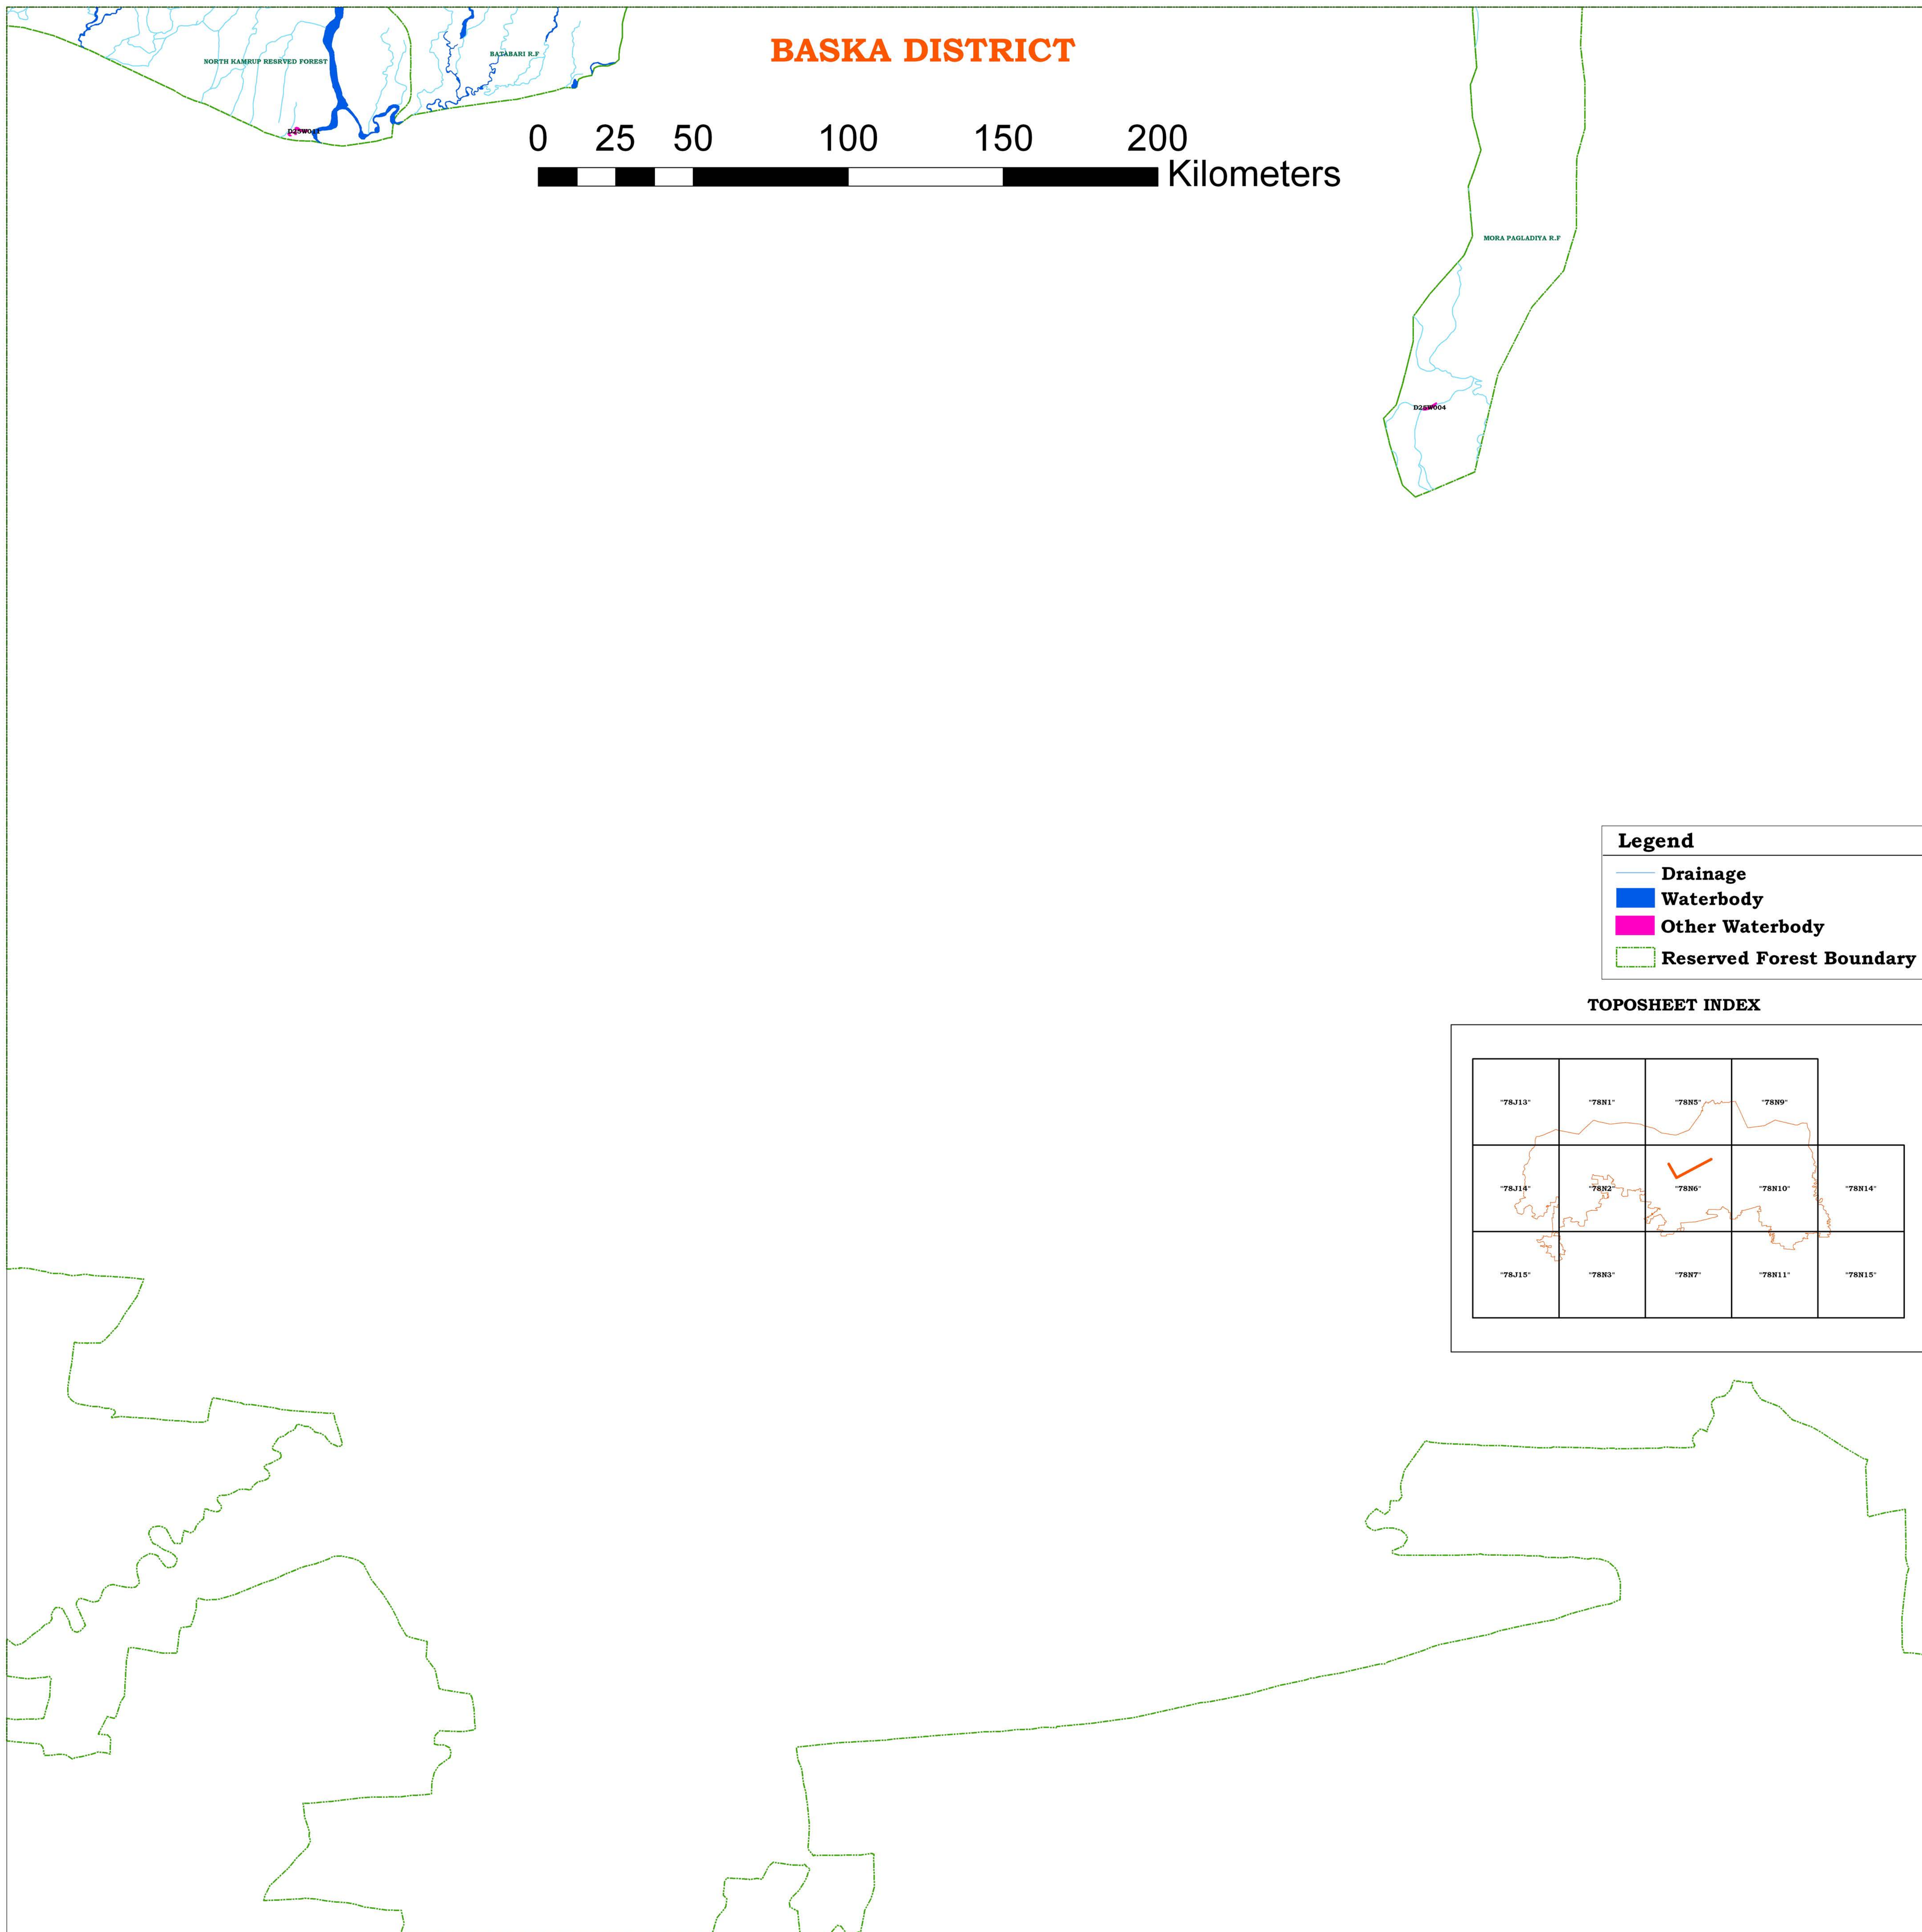 BASKA DISTRICT
NORTH KAMRUP RESRVED FOREST
BATABARI R.F
0 25 50 100 150 200
Kilometers
MORA PAGLADIYA R.F
D25W004
Legend
Drainage
Waterbody
Other Waterbody
Reserved Forest Boundary
TOPOSHEET INDEX
"78J13" "78N1" "78N5" "78N9"
"78J14" "78N2" "78N6" "78N10" "78N14"
"78J15" "78N3" "78N7" "78N11" "78N15"